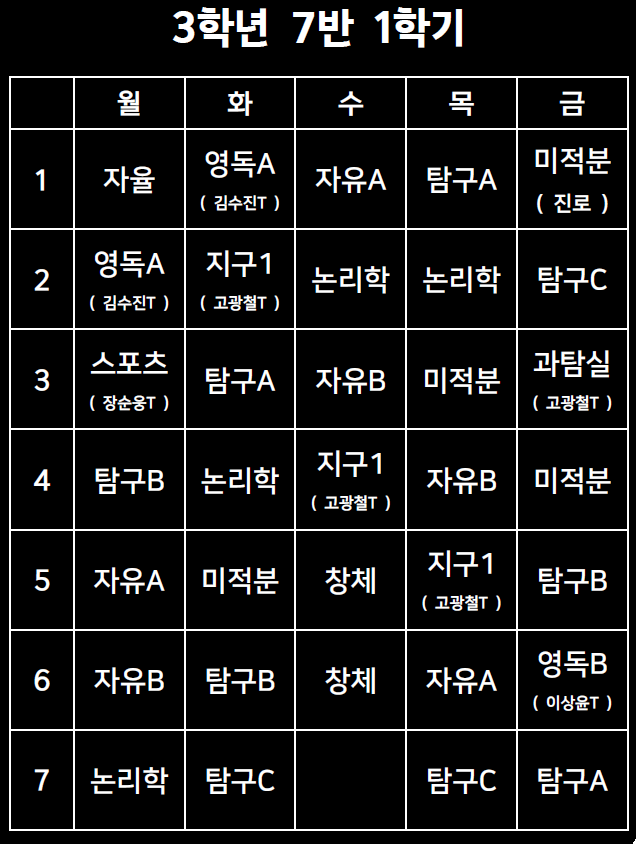 3학년 7반 1학기
월 화 수 목 금
1 자율 영독A 자유A 탐구A 미적분
( 김수진T ) ( 진로 )
2 영독A 지구1 논리학 논리학 탐구C
( 김수진T ) ( 고광철T )
3 스포츠 탐구A 자유B 미적분 과탐실
( 장순웅T ) ( 고광철T )
4 탐구B 논리학 지구1 자유B 미적분
( 고광철T )
5 자유A 미적분 창체 지구1 탐구B
( 고광철T )
6 자유B 탐구B 창체 자유A 영독B
( 이상윤T )
7 논리학 탐구C 탐구C 탐구A